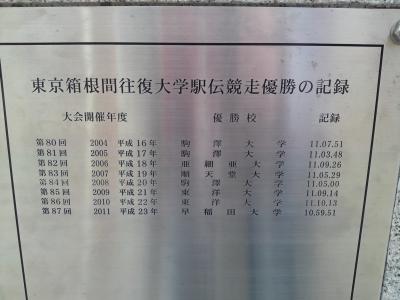 東京箱根間往復大学駅伝競走優勝の記録
大会開催年度 優勝校 記録
第80回 2004 平成16年 駒澤大学 11.07.51
第81回 2005 平成17年 駒澤大学 11.03.48
第82回 2006 平成18年 亜細亜大学 11.09.26
第83回 2007 平成19年 順天堂大学 11.05.29
第84回 2008 平成20年 駒澤大学 11.05.00
第85回 2009 平成21年 東洋大学 11.09.14
第86回 2010 平成22年 東洋大学 11.10.13
第87回 2011 平成23年 早稲田大学 10.59.51